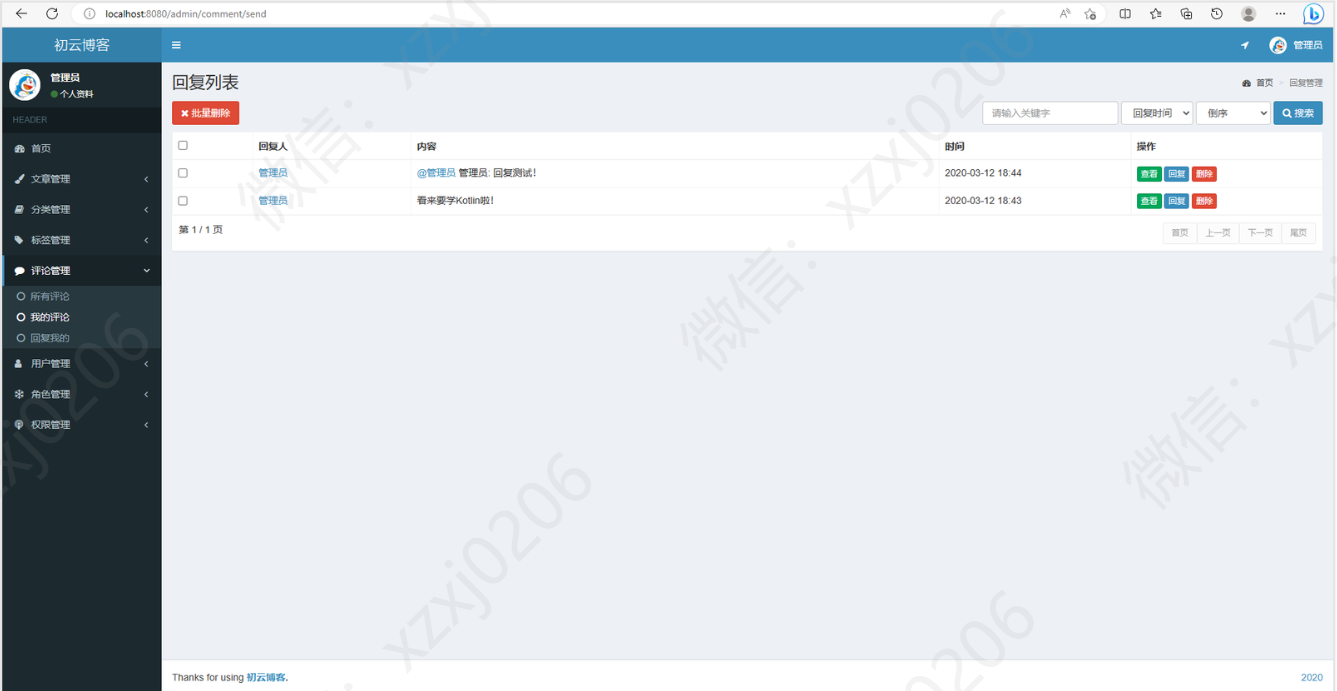 localhost:8080/admin/comment/send
初云博客
管理员
管理员
个人资料
HEADER
首页
文章管理
分类管理
标签管理
评论管理
所有评论
我的评论
回复我的
用户管理
角色管理
权限管理
回复列表
首页 > 回复管理
批量删除
请输入关键字 回复时间 倒序 搜索
回复人 内容 时间 操作
管理员 @管理员 管理员: 回复测试! 2020-03-12 18:44 查看 回复 删除
管理员 看来要学Kotlin啦! 2020-03-12 18:43 查看 回复 删除
第 1 / 1 页
首页 上一页 下一页 尾页
Thanks for using 初云博客.
2020
微信: xzxj0206